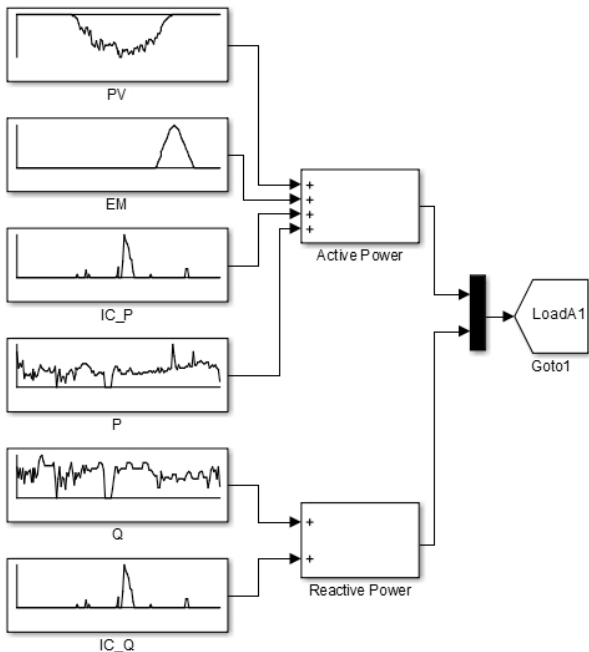 PV
EM
IC_P
P
Q
IC_Q
+
+
+
+
Active Power
+
+
Reactive Power
LoadA1
Goto1